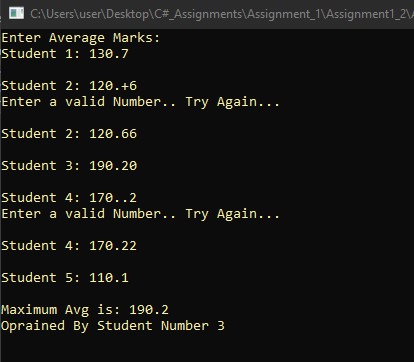 C:\Users\user\Desktop\C#_Assignments\Assignment_1\Assignment1_2\
Enter Average Marks:
Student 1: 130.7
Student 2: 120.+6
Enter a valid Number.. Try Again...
Student 2: 120.66
Student 3: 190.20
Student 4: 170..2
Enter a valid Number.. Try Again...
Student 4: 170.22
Student 5: 110.1
Maximum Avg is: 190.2
Oprained By Student Number 3